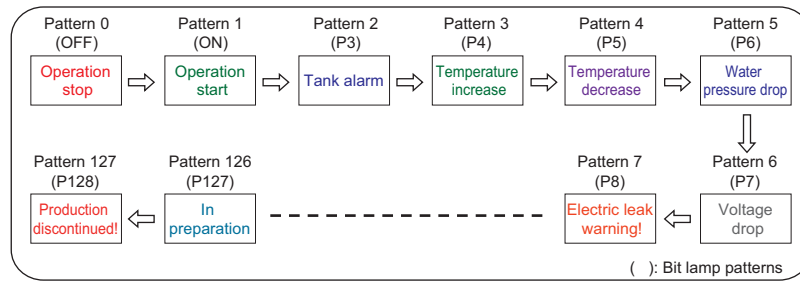 Pattern 0
(OFF)
Operation
stop
Pattern 1
(ON)
Operation
start
Pattern 2
(P3)
Tank alarm
Pattern 3
(P4)
Temperature
increase
Pattern 4
(P5)
Temperature
decrease
Pattern 5
(P6)
Water
pressure drop
Pattern 6
(P7)
Voltage
drop
Pattern 7
(P8)
Electric leak
warning!
Pattern 126
(P127)
In
preparation
Pattern 127
(P128)
Production
discontinued!
( ): Bit lamp patterns